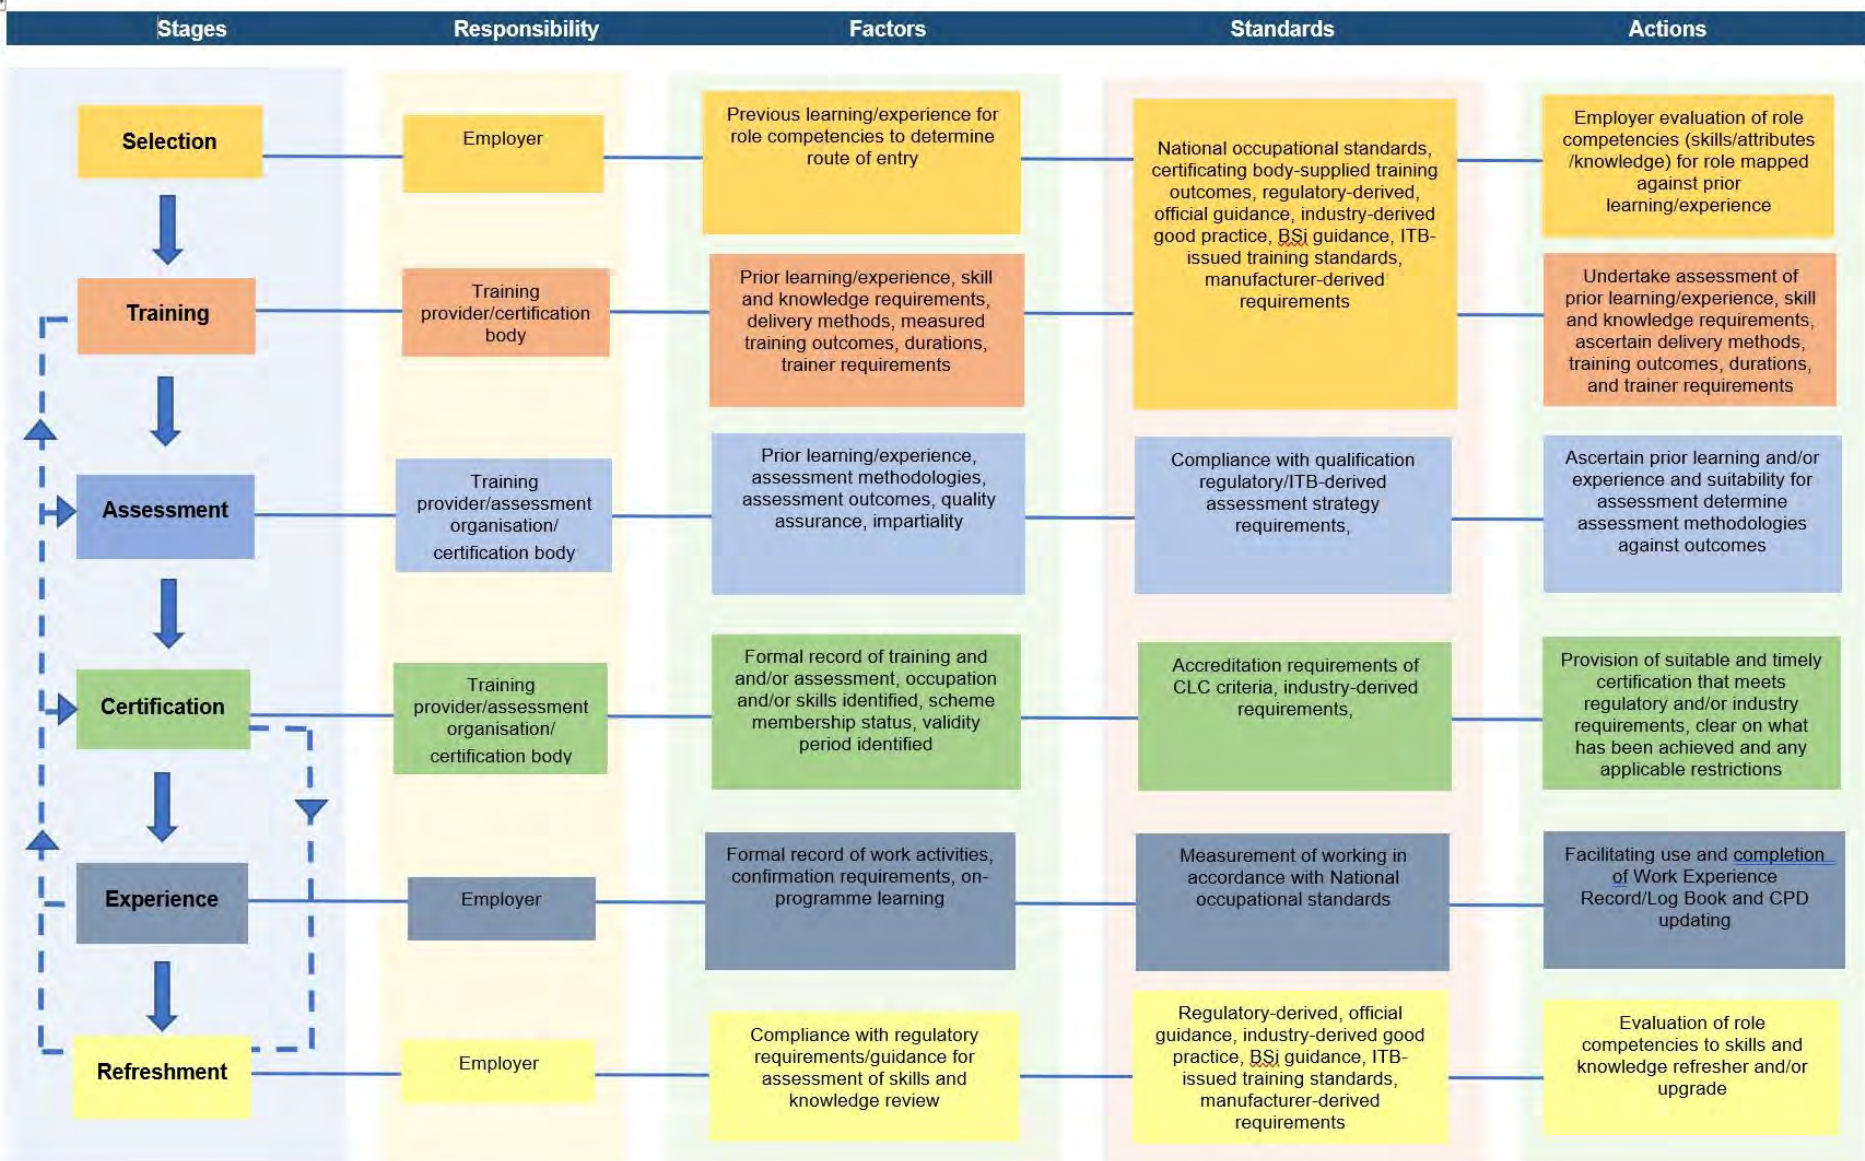 Stages
Responsibility
Factors
Standards
Actions
Selection
Employer
Previous learning/experience for
role competencies to determine
route of entry
National occupational standards,
certificating body-supplied training
outcomes, regulatory-derived,
official guidance, industry-derived
good practice, BSi guidance, ITB-
issued training standards,
manufacturer-derived
requirements
Employer evaluation of role
competencies (skills/attributes
/knowledge) for role mapped
against prior
learning/experience
Training
Training
provider/certification
body
Prior learning/experience, skill
and knowledge requirements,
delivery methods, measured
training outcomes, durations,
trainer requirements
Undertake assessment of
prior learning/experience, skill
and knowledge requirements,
ascertain delivery methods,
training outcomes, durations,
and trainer requirements
Assessment
Training
provider/assessment
organisation/
certification body
Prior learning/experience,
assessment methodologies,
assessment outcomes, quality
assurance, impartiality
Compliance with qualification
regulatory/ITB-derived
assessment strategy
requirements,
Ascertain prior learning and/or
experience and suitability for
assessment determine
assessment methodologies
against outcomes
Certification
Training
provider/assessment
organisation/
certification body
Formal record of training and
and/or assessment, occupation
and/or skills identified, scheme
membership status, validity
period identified
Accreditation requirements of
CLC criteria, industry-derived
requirements,
Provision of suitable and timely
certification that meets
regulatory and/or industry
requirements, clear on what
has been achieved and any
applicable restrictions
Experience
Employer
Formal record of work activities,
confirmation requirements, on-
programme learning
Measurement of working in
accordance with National
occupational standards
Facilitating use and completion
of Work Experience
Record/Log Book and CPD
updating
Refreshment
Employer
Compliance with regulatory
requirements/guidance for
assessment of skills and
knowledge review
Regulatory-derived, official
guidance, industry-derived good
practice, BSi guidance, ITB-
issued training standards,
manufacturer-derived
requirements
Evaluation of role
competencies to skills and
knowledge refresher and/or
upgrade